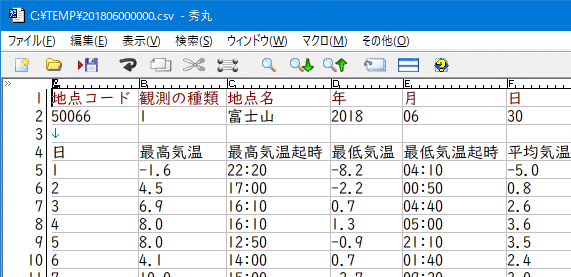 C:¥TEMP¥201806000000.csv - 秀丸
ファイル(F) 編集(E) 表示(V) 検索(S) ウィンドウ(W) マクロ(M) その他(O)
A B C D E F
1 地点コード 観測の種類 地点名 年 月 日
2 50066 1 富士山 2018 06 30
3 ↓
4 日 最高気温 最高気温起時 最低気温 最低気温起時 平均気温
5 1 -1.6 22:20 -8.2 04:10 -5.0
6 2 4.5 17:00 -2.2 00:50 0.8
7 3 6.9 16:10 0.7 04:40 2.6
8 4 8.0 16:10 1.3 05:00 3.6
9 5 8.0 12:50 -0.9 21:10 3.5
10 6 4.1 14:00 0.7 01:40 2.4